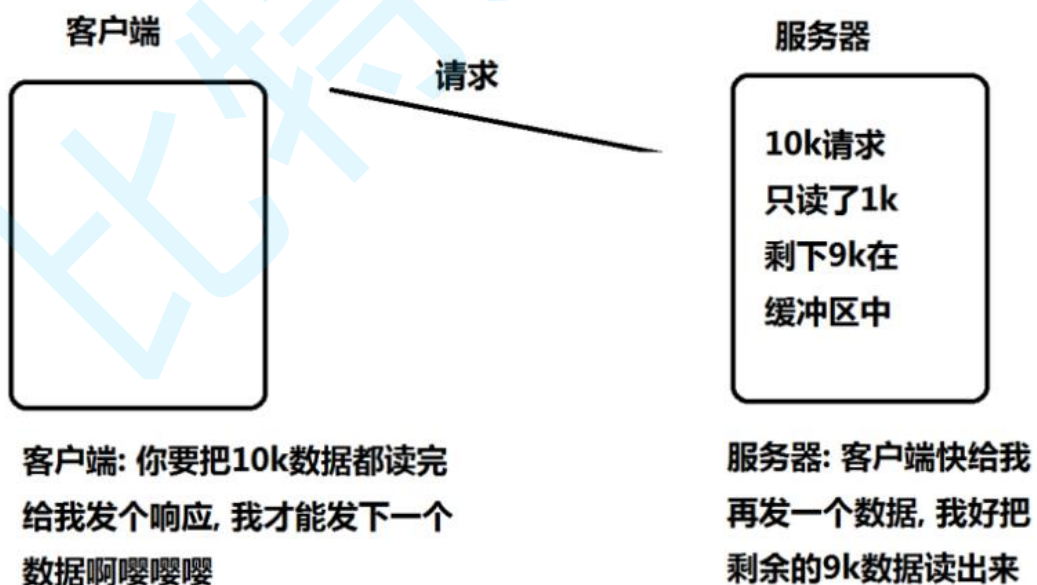 客户端
服务器
请求
10k请求
只读了1k
剩下9k在
缓冲区中
客户端: 你要把10k数据都读完
给我发个响应, 我才能发下一个
数据啊嘤嘤嘤
服务器: 客户端快给我
再发一个数据, 我好把
剩余的9k数据读出来
比特